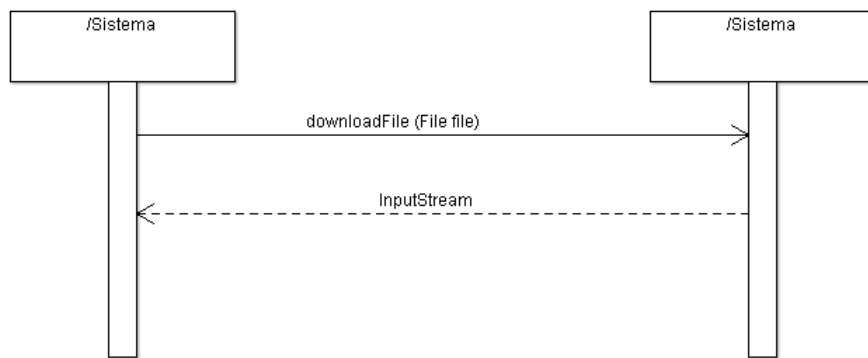 /Sistema
/Sistema
downloadFile (File file)
InputStream